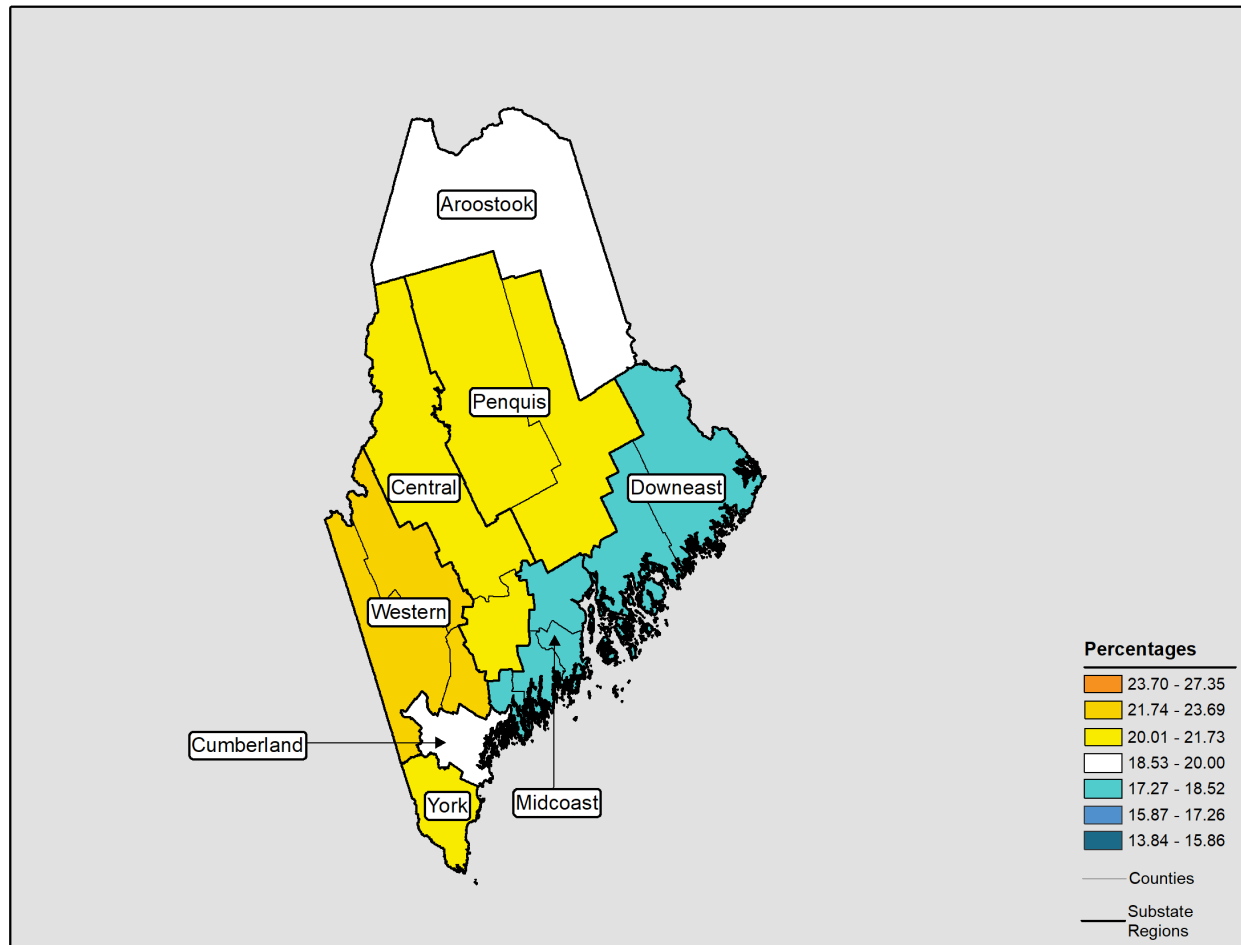 Aroostook
Penquis
Central
Downeast
Western
Cumberland
York
Midcoast
Percentages
23.70 - 27.35
21.74 - 23.69
20.01 - 21.73
18.53 - 20.00
17.27 - 18.52
15.87 - 17.26
13.84 - 15.86
Counties
Substate
Regions